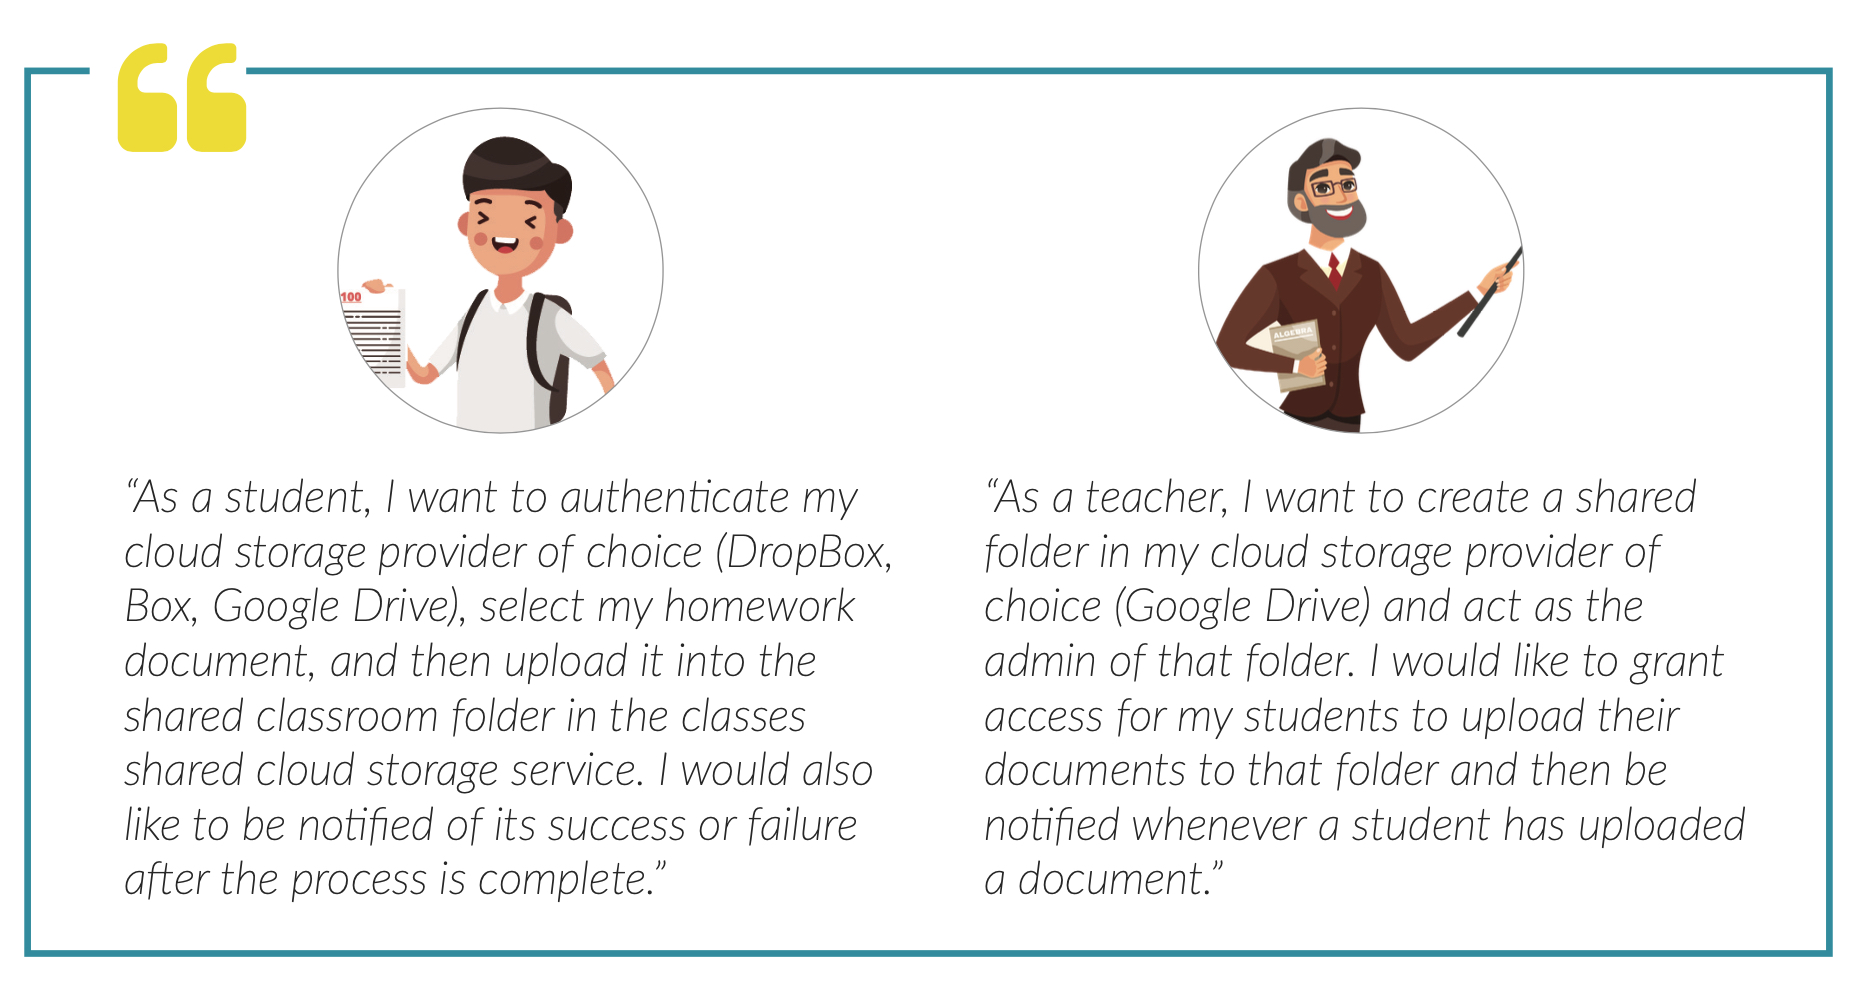 100
ALGEBRA
“As a student, I want to authenticate my
cloud storage provider of choice (DropBox,
Box, Google Drive), select my homework
document, and then upload it into the
shared classroom folder in the classes
shared cloud storage service. I would also
like to be notified of its success or failure
after the process is complete.”
“As a teacher, I want to create a shared
folder in my cloud storage provider of
choice (Google Drive) and act as the
admin of that folder. I would like to grant
access for my students to upload their
documents to that folder and then be
notified whenever a student has uploaded
a document.”